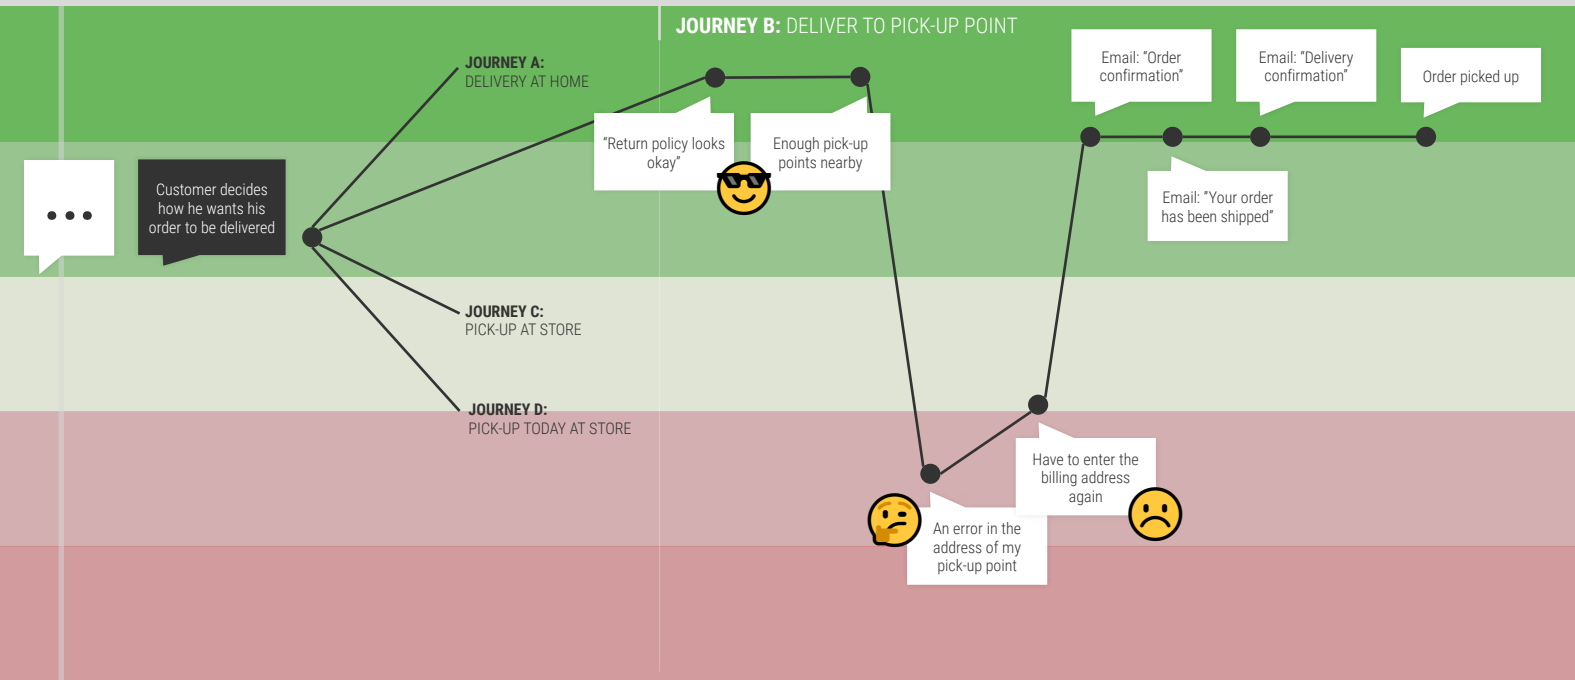 JOURNEY B: DELIVER TO PICK-UP POINT
Customer decides
how he wants his
order to be delivered
JOURNEY A:
DELIVERY AT HOME
JOURNEY C:
PICK-UP AT STORE
JOURNEY D:
PICK-UP TODAY AT STORE
"Return policy looks
okay"
Enough pick-up
points nearby
An error in the
address of my
pick-up point
Have to enter the
billing address
again
Email: "Order
confirmation"
Email: "Your order
has been shipped"
Email: "Delivery
confirmation"
Order picked up